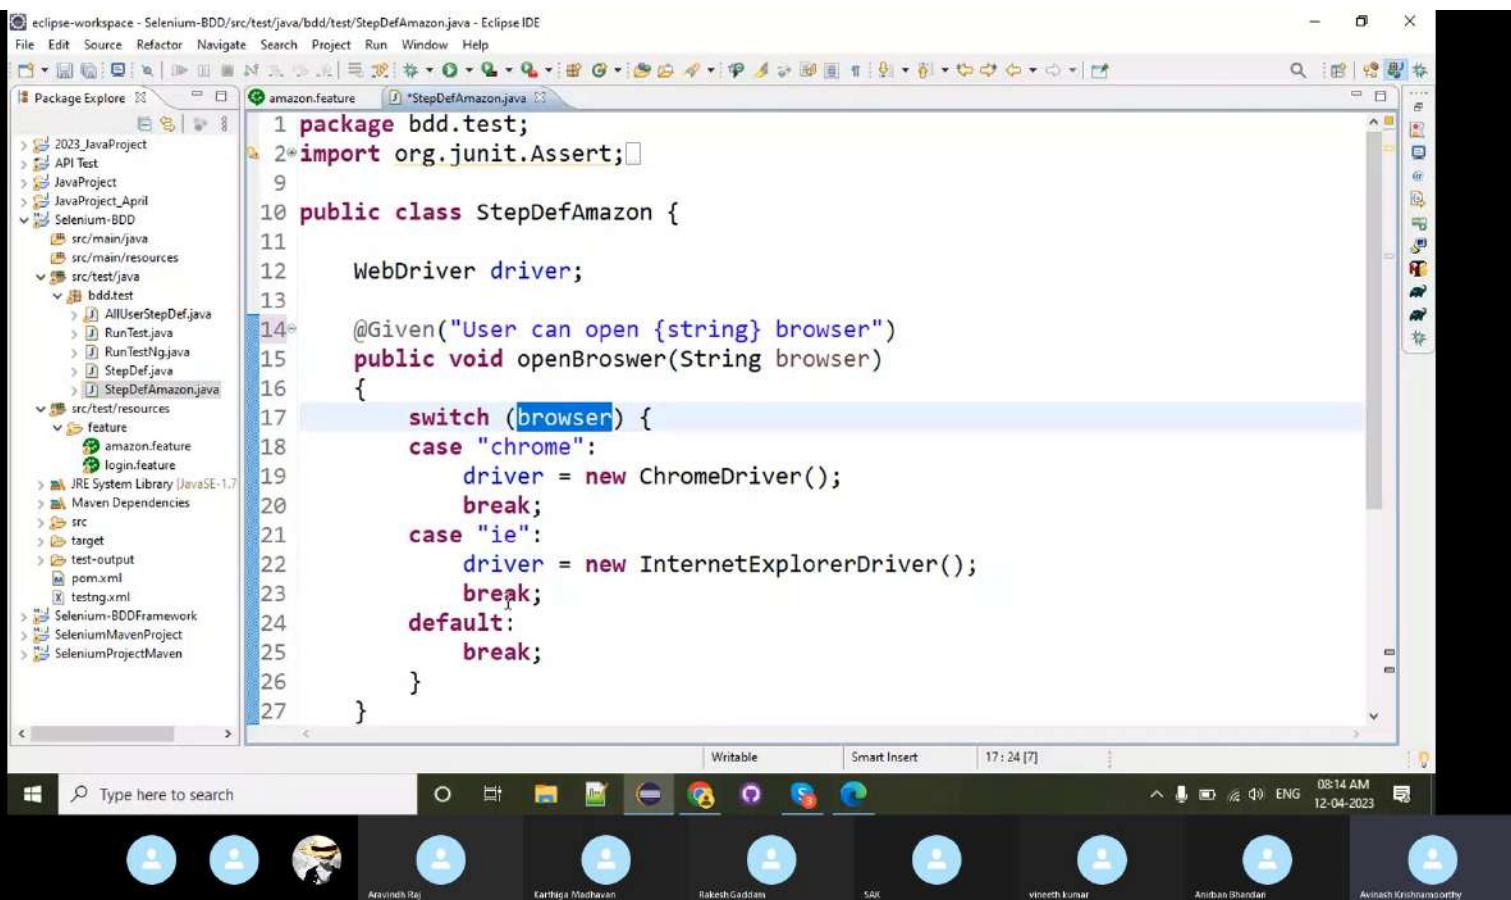 eclipse-workspace - Selenium-BDD/src/test/java/bdd/test/StepDefAmazon.java - Eclipse IDE
File Edit Source Refactor Navigate Search Project Run Window Help
Package Explore
amazon.feature
*StepDefAmazon.java
2023_JavaProject
API Test
JavaProject
JavaProject_April
Selenium-BDD
src/main/java
src/main/resources
src/test/java
bdd.test
AllUserStepDef.java
RunTest.java
RunTestNg.java
StepDef.java
StepDefAmazon.java
src/test/resources
feature
amazon.feature
login.feature
JRE System Library [JavaSE-1.7
Maven Dependencies
src
target
test-output
pom.xml
testng.xml
Selenium-BDDFramework
SeleniumMavenProject
SeleniumProjectMaven
1 package bdd.test;
2 import org.junit.Assert;
9
10 public class StepDefAmazon {
11
12 WebDriver driver;
13
14 @Given("User can open {string} browser")
15 public void openBroswer(String browser)
16 {
17 switch (browser) {
18 case "chrome":
19 driver = new ChromeDriver();
20 break;
21 case "ie":
22 driver = new InternetExplorerDriver();
23 break;
24 default:
25 break;
26 }
27 }
Writable Smart Insert 17 : 24 [7]
Type here to search
ENG
08:14 AM
12-04-2023
Aravindh Raj Karthiga Madhavan Rakesh Gaddam SAK vineeth kumar Anirban Bhandari Avinash Krishnamoorthy